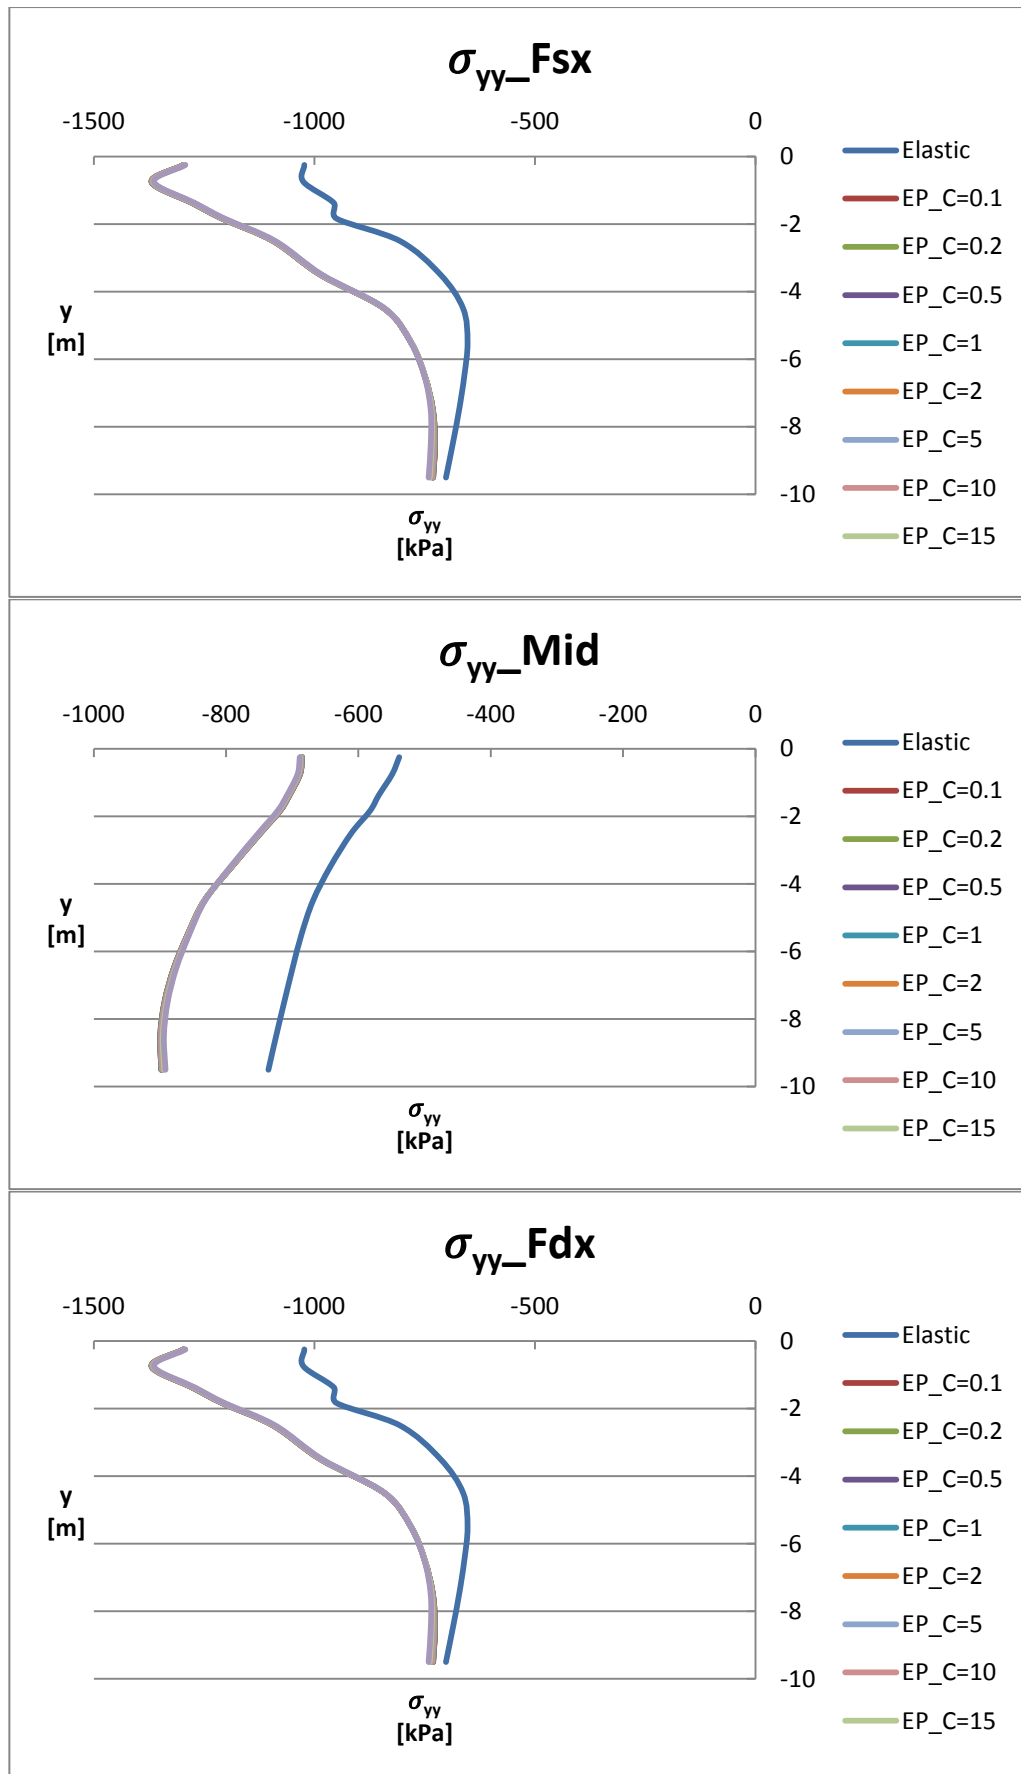 σyy_Fsx
-1500 -1000 -500 0
0
-2
-4
-6
-8
-10
y
[m]
σyy
[kPa]
Elastic
EP_C=0.1
EP_C=0.2
EP_C=0.5
EP_C=1
EP_C=2
EP_C=5
EP_C=10
EP_C=15
σyy_Mid
-1000 -800 -600 -400 -200 0
0
-2
-4
-6
-8
-10
y
[m]
σyy
[kPa]
Elastic
EP_C=0.1
EP_C=0.2
EP_C=0.5
EP_C=1
EP_C=2
EP_C=5
EP_C=10
EP_C=15
σyy_Fdx
-1500 -1000 -500 0
0
-2
-4
-6
-8
-10
y
[m]
σyy
[kPa]
Elastic
EP_C=0.1
EP_C=0.2
EP_C=0.5
EP_C=1
EP_C=2
EP_C=5
EP_C=10
EP_C=15